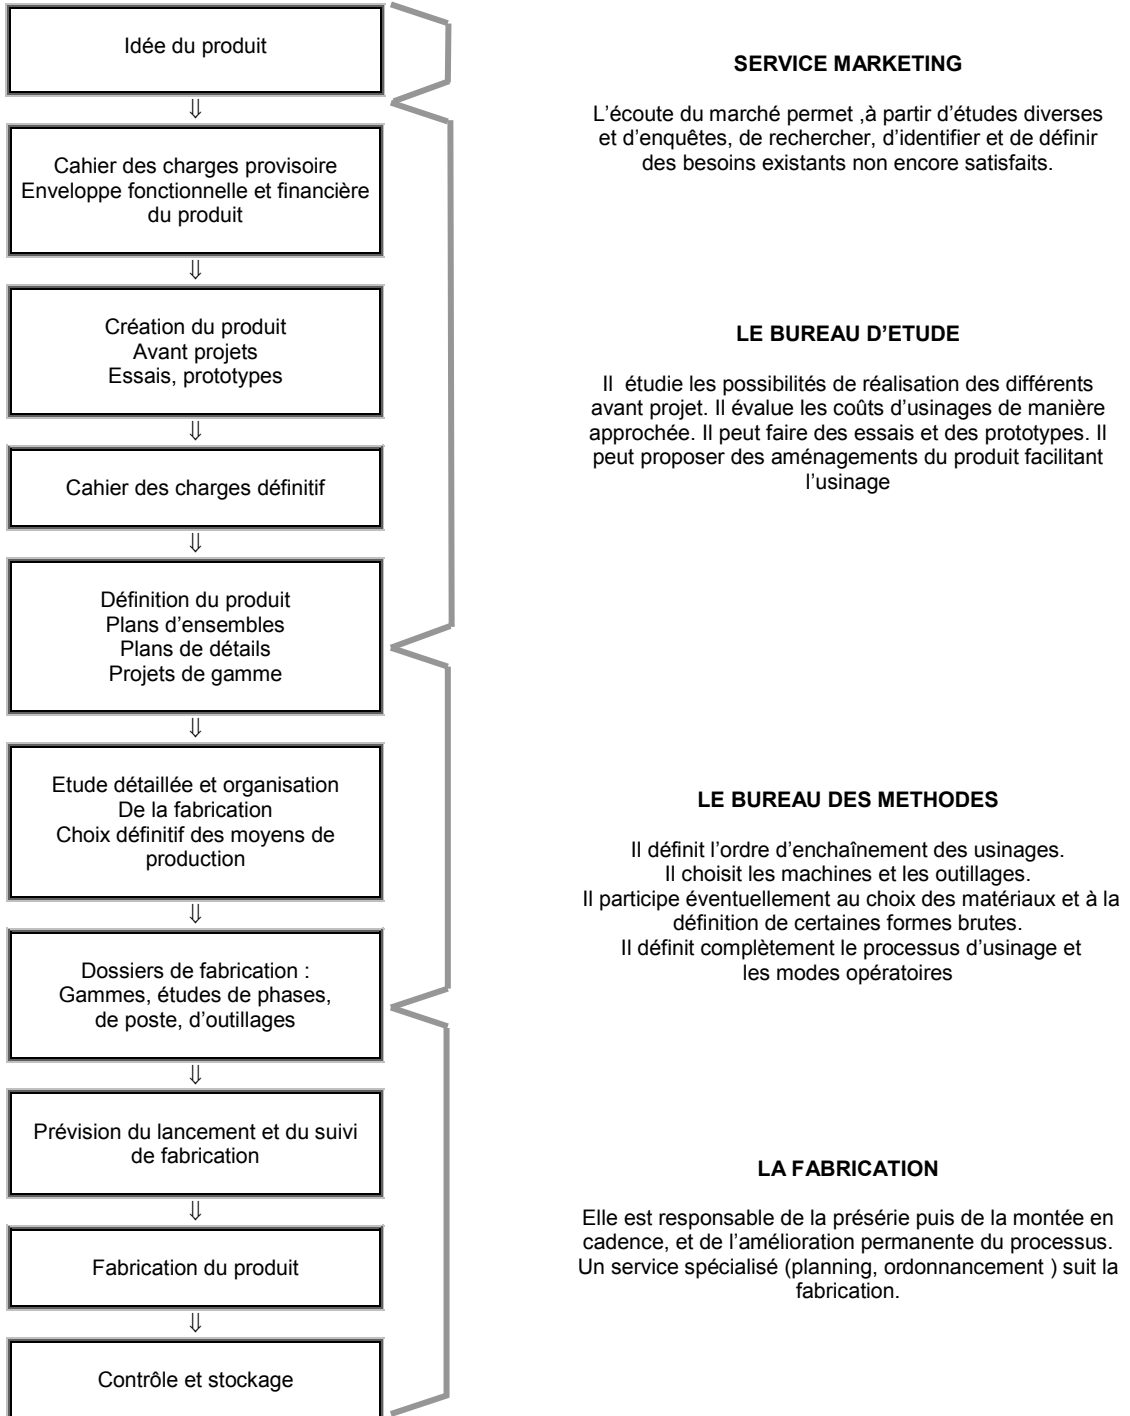 Idée du produit
SERVICE MARKETING
L'écoute du marché permet ,à partir d'études diverses
et d'enquêtes, de rechercher, d'identifier et de définir
des besoins existants non encore satisfaits.
⇓
Cahier des charges provisoire
Enveloppe fonctionnelle et financière
du produit
⇓
Création du produit
Avant projets
Essais, prototypes
LE BUREAU D'ETUDE
Il  étudie les possibilités de réalisation des différents
avant projet. Il évalue les coûts d'usinages de manière
approchée. Il peut faire des essais et des prototypes. Il
peut proposer des aménagements du produit facilitant
l'usinage
⇓
Cahier des charges définitif
⇓
Définition du produit
Plans d'ensembles
Plans de détails
Projets de gamme
⇓
Etude détaillée et organisation
De la fabrication
Choix définitif des moyens de
production
LE BUREAU DES METHODES
Il définit l'ordre d'enchaînement des usinages.
Il choisit les machines et les outillages.
Il participe éventuellement au choix des matériaux et à la
définition de certaines formes brutes.
Il définit complètement le processus d'usinage et
les modes opératoires
⇓
Dossiers de fabrication :
Gammes, études de phases,
de poste, d'outillages
⇓
Prévision du lancement et du suivi
de fabrication
LA FABRICATION
Elle est responsable de la présérie puis de la montée en
cadence, et de l'amélioration permanente du processus.
Un service spécialisé (planning, ordonnancement ) suit la
fabrication.
⇓
Fabrication du produit
⇓
Contrôle et stockage